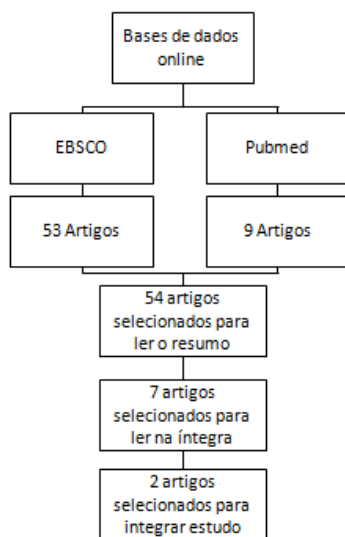 Bases de dados
online
EBSCO
Pubmed
53 Artigos
9 Artigos
54 artigos
selecionados para
ler o resumo
7 artigos
selecionados para
ler na íntegra
2 artigos
selecionados para
integrar estudo